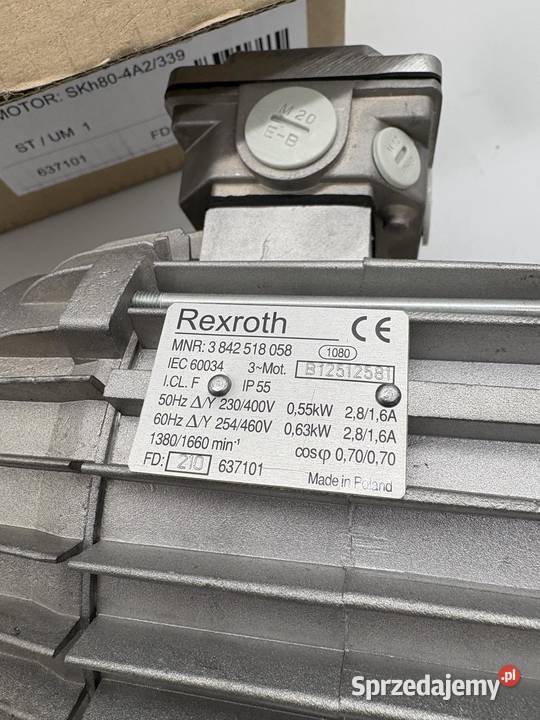 MOTOR: SKh80-4A2/339
ST / UM 1
FD:
637101
M 20
E-B
Rexroth CE
MNR: 3 842 518 058 1080
IEC 60034 3~Mot. B12512581
I.CL. F IP 55
50Hz Δ/Y 230/400V 0,55kW 2,8/1,6A
60Hz Δ/Y 254/460V 0,63kW 2,8/1,6A
1380/1660 min⁻¹ cosφ 0,70/0,70
FD: 210 637101 Made in Poland
Sprzedajemy.pl